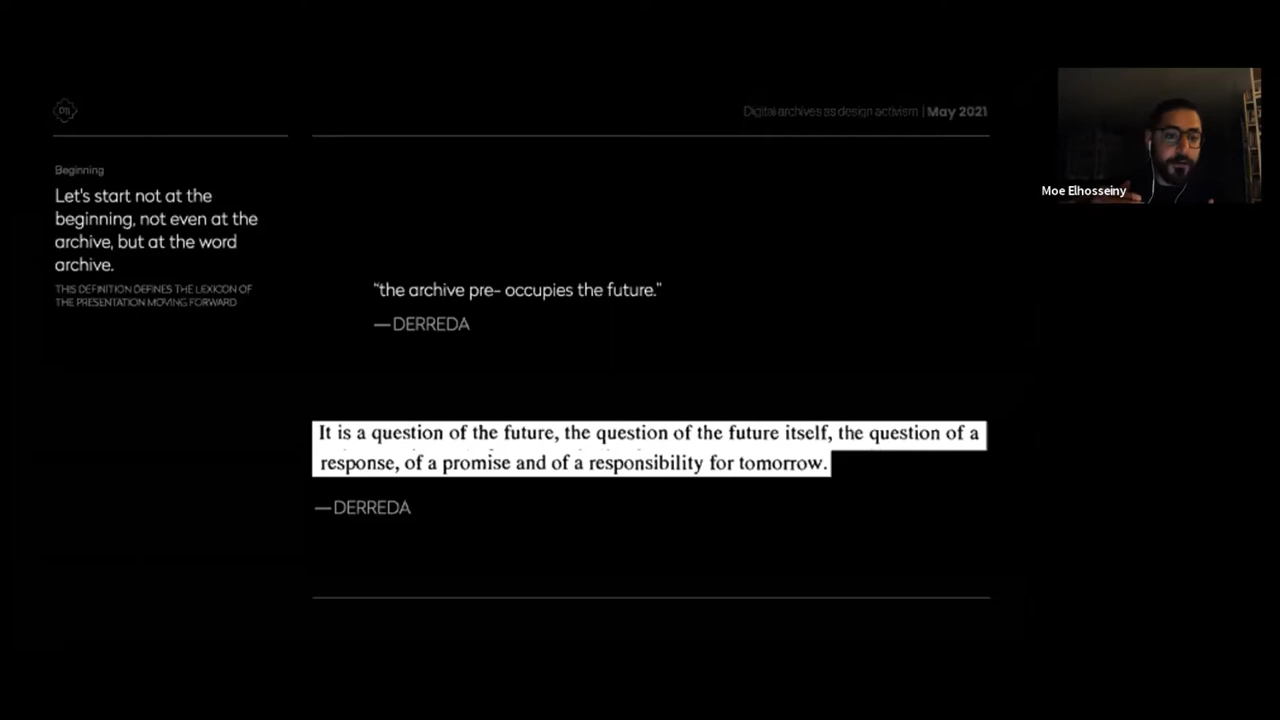 Digital archives as design activism | May 2021
Beginning
Let's start not at the
beginning, not even at the
archive, but at the word
archive.
THIS DEFINITION DEFINES THE LEXICON OF
THE PRESENTATION MOVING FORWARD
“the archive pre- occupies the future.”
—DERREDA
It is a question of the future, the question of the future itself, the question of a
response, of a promise and of a responsibility for tomorrow.
—DERREDA
Moe Elhosseiny